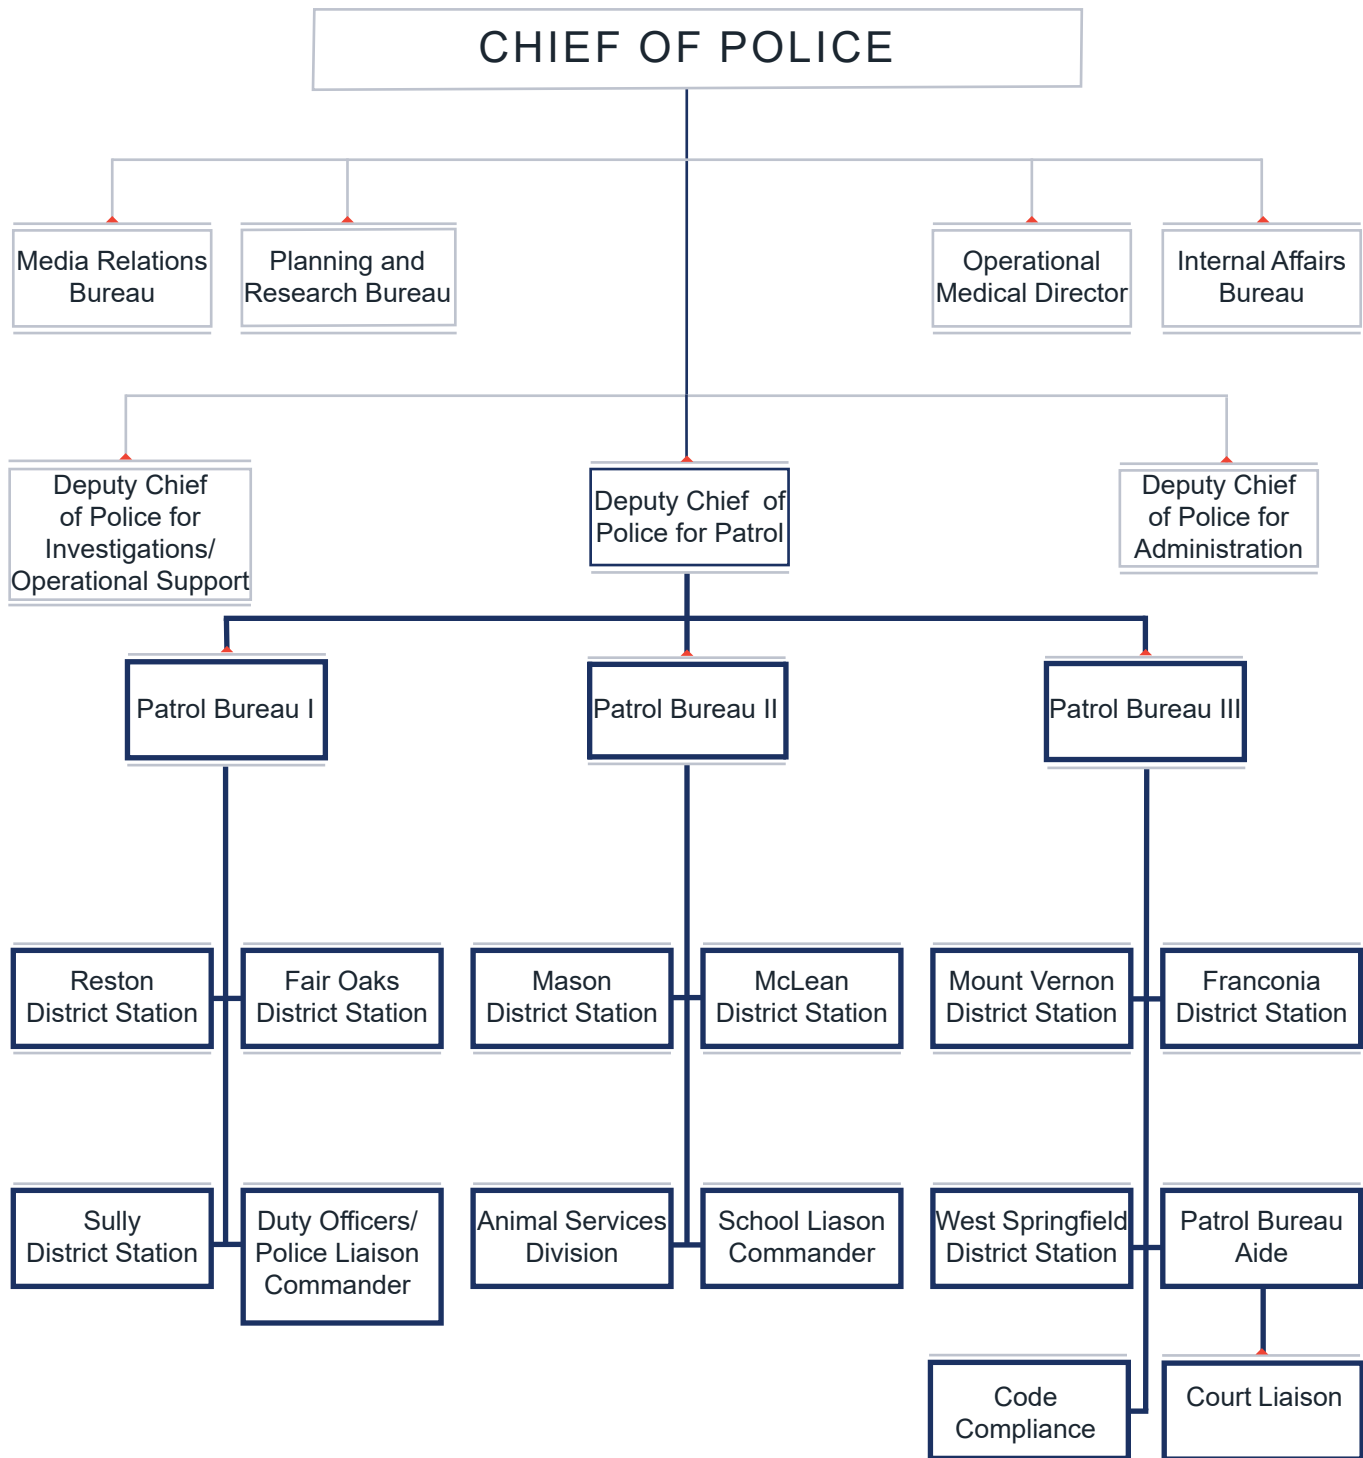 CHIEF OF POLICE
Media Relations
Bureau
Planning and
Research Bureau
Operational
Medical Director
Internal Affairs
Bureau
Deputy Chief
of Police for
Investigations/
Operational Support
Deputy Chief of
Police for Patrol
Deputy Chief
of Police for
Administration
Patrol Bureau I
Patrol Bureau II
Patrol Bureau III
Reston
District Station
Fair Oaks
District Station
Mason
District Station
McLean
District Station
Mount Vernon
District Station
Franconia
District Station
Sully
District Station
Duty Officers/
Police Liaison
Commander
Animal Services
Division
School Liason
Commander
West Springfield
District Station
Patrol Bureau
Aide
Code
Compliance
Court Liaison